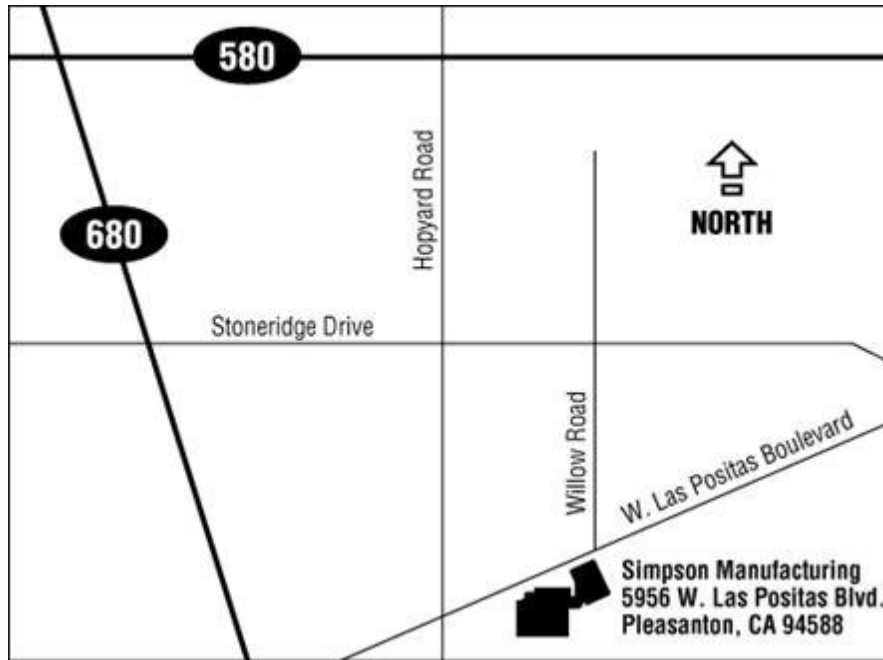 580
Hopyard Road
NORTH
680
Stoneridge Drive
Willow Road
W. Las Positas Boulevard
Simpson Manufacturing
5956 W. Las Positas Blvd.
Pleasanton, CA 94588